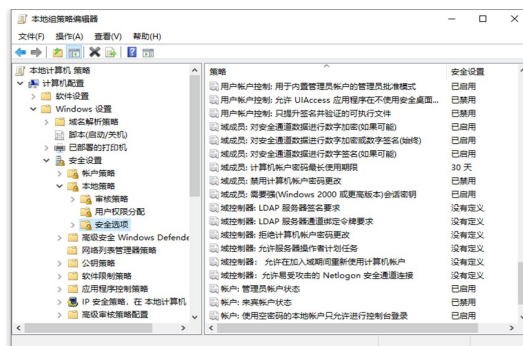 本地组策略编辑器
文件(F) 操作(A) 查看(V) 帮助(H)
本地计算机 策略
计算机配置
软件设置
Windows 设置
域名解析策略
脚本(启动/关机)
已部署的打印机
安全设置
帐户策略
本地策略
审核策略
用户权限分配
安全选项
高级安全 Windows Defende
网络列表管理器策略
公钥策略
软件限制策略
应用程序控制策略
IP 安全策略，在 本地计算机
高级审核策略配置
策略 安全设置
用户帐户控制: 用于内置管理员帐户的管理员批准模式 已启用
用户帐户控制: 允许 UIAccess 应用程序在不使用安全桌面... 已禁用
用户帐户控制: 只提升签名并验证的可执行文件 已禁用
域成员: 对安全通道数据进行数字加密(如果可能) 已启用
域成员: 对安全通道数据进行数字加密或数字签名(始终) 已启用
域成员: 对安全通道数据进行数字签名(如果可能) 已启用
域成员: 计算机帐户密码最长使用期限 30 天
域成员: 禁用计算机帐户密码更改 已禁用
域成员: 需要强(Windows 2000 或更高版本)会话密钥 已启用
域控制器: LDAP 服务器签名要求 没有定义
域控制器: LDAP 服务器通道绑定令牌要求 没有定义
域控制器: 拒绝计算机帐户密码更改 没有定义
域控制器: 允许服务器操作者计划任务 没有定义
域控制器： 允许在加入域期间重新使用计算机帐户 没有定义
域控制器：允许易受攻击的 Netlogon 安全通道连接 没有定义
帐户: 管理员帐户状态 已启用
帐户: 来宾帐户状态 已禁用
帐户: 使用空密码的本地帐户只允许进行控制台登录 已启用